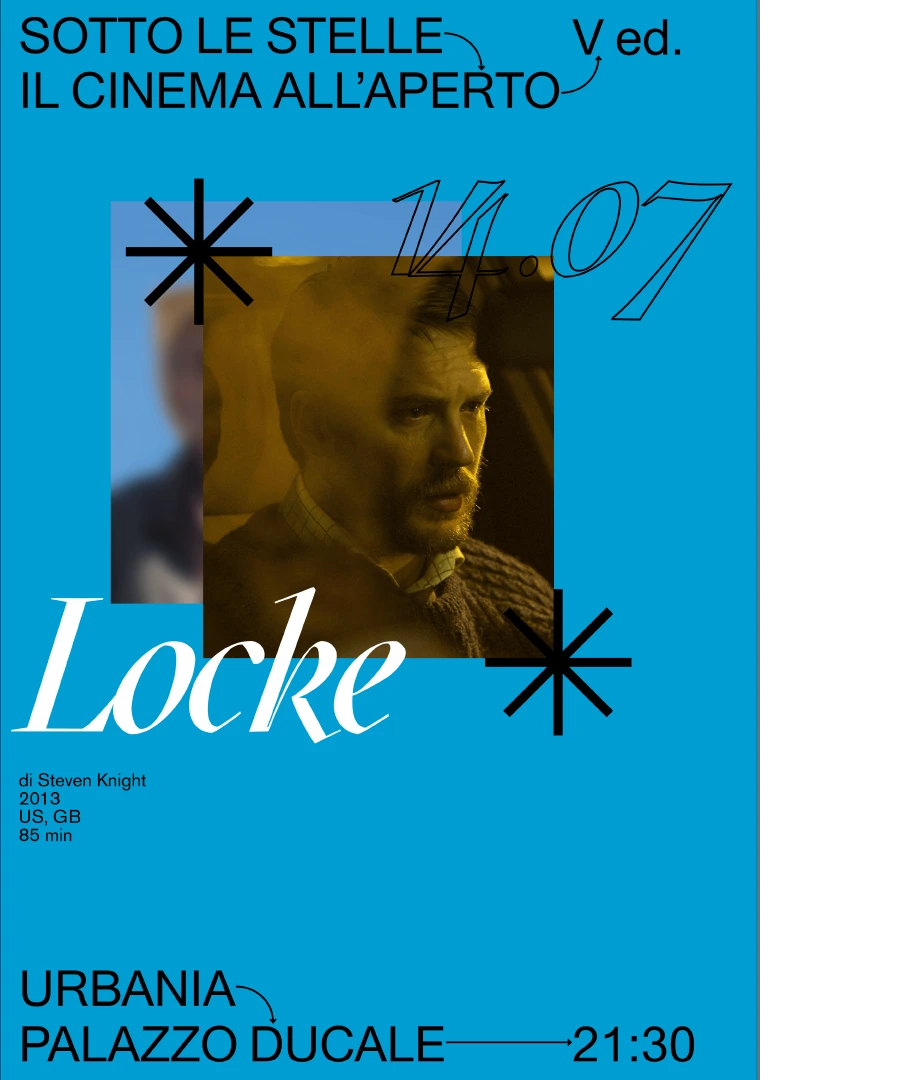 SOTTO LE STELLE
IL CINEMA ALL’APERTO
V ed.
14.07
Locke
di Steven Knight
2013
US, GB
85 min
URBANIA
PALAZZO DUCALE
21:30